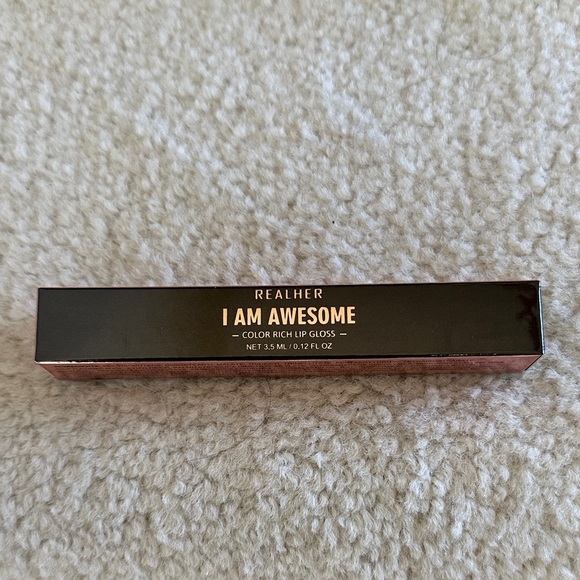 REALHER
I AM AWESOME
— COLOR RICH LIP GLOSS —
NET 3.5 ML / 0.12 FL OZ